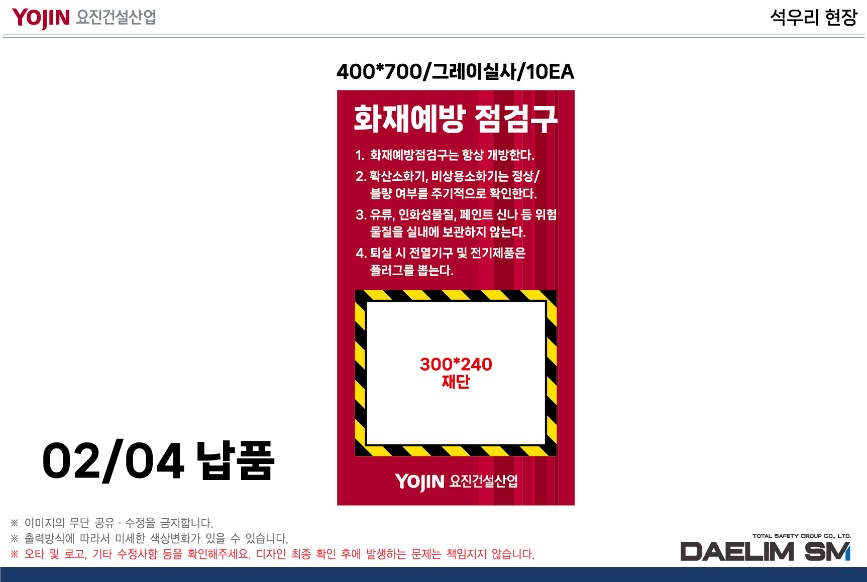 YOJIN 요진건설산업
석우리 현장
400*700/그레이실사/10EA
화재예방 점검구
1. 화재예방점검구는 항상 개방한다.
2. 확산소화기, 비상용소화기는 정상/
불량 여부를 주기적으로 확인한다.
3. 유류, 인화성물질, 페인트 신나 등 위험
물질을 실내에 보관하지 않는다.
4. 퇴실 시 전열기구 및 전기제품은
플러그를 뽑는다.
300*240
재단
YOJIN 요진건설산업
02/04 납품
※ 이미지의 무단 공유 · 수정을 금지합니다.
※ 출력방식에 따라서 미세한 색상변화가 있을 수 있습니다.
※ 오타 및 로고, 기타 수정사항 등을 확인해주세요. 디자인 최종 확인 후에 발생하는 문제는 책임지지 않습니다.
TOTAL SAFETY GROUP CO., LTD.
DAELIM SM